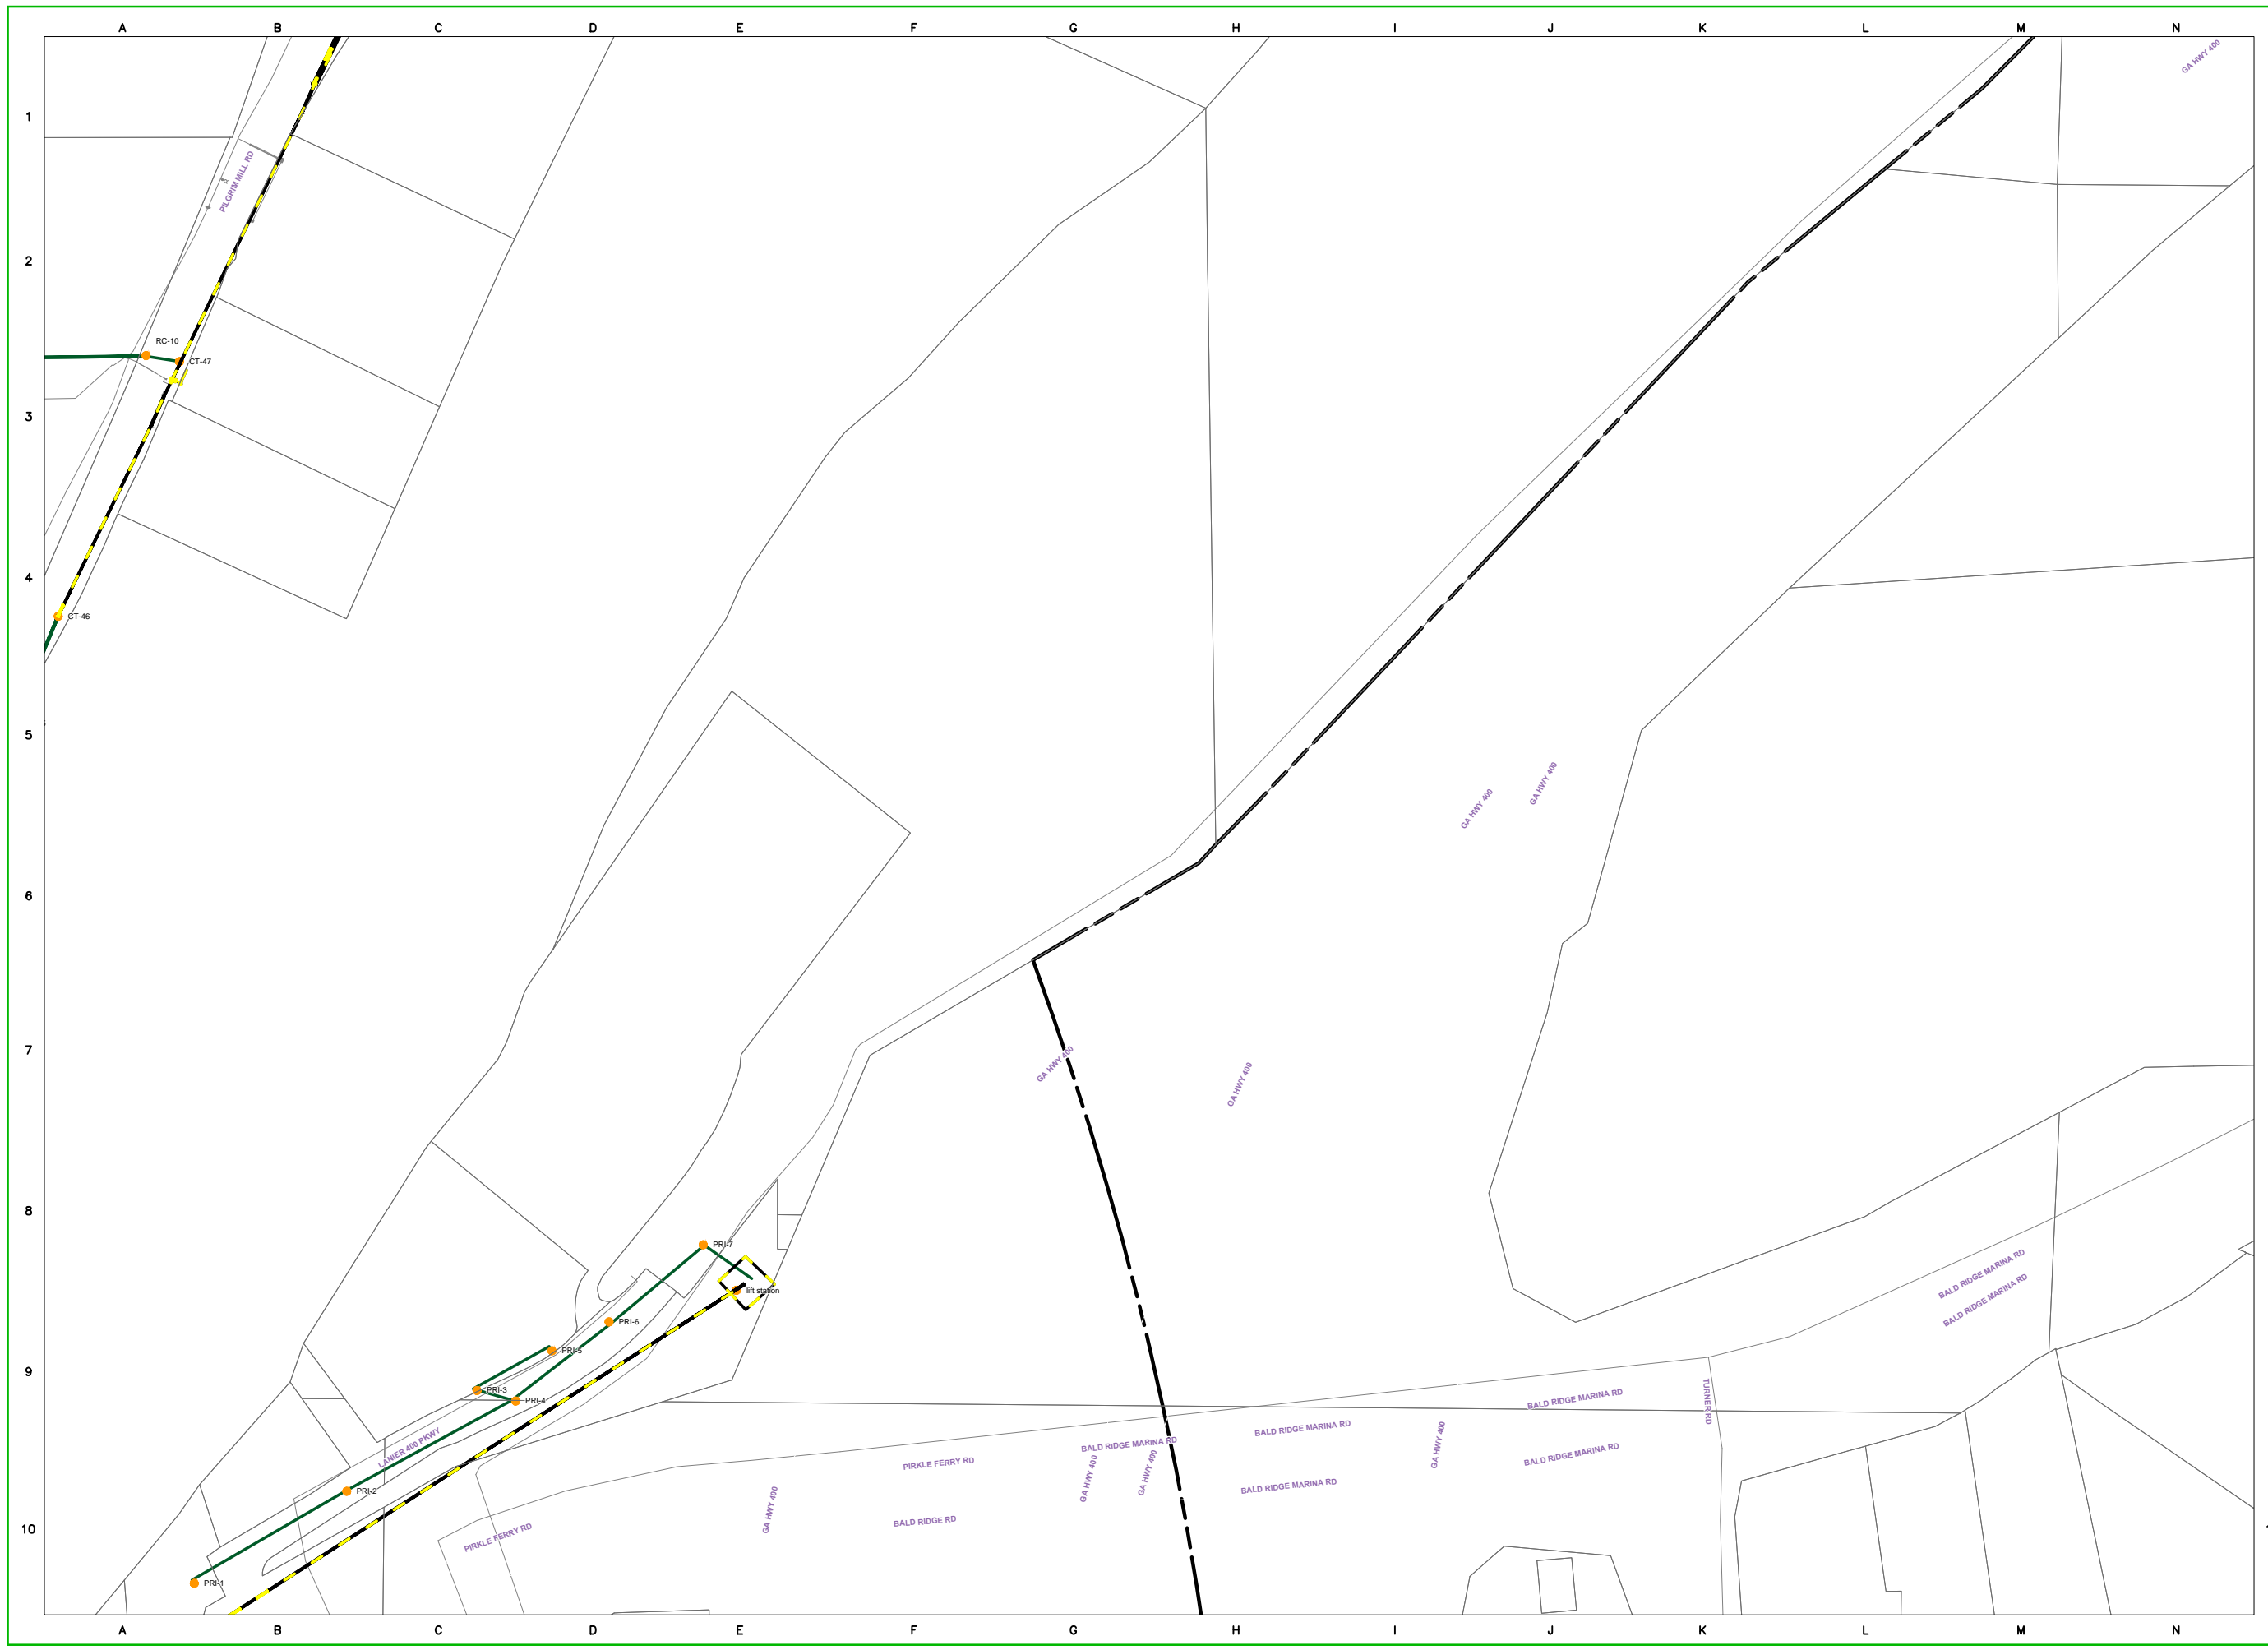 A B C D E F G H I J K L M N
GA HWY 400
1
PILGRIM MILL RD
2
RC-10
CT-47
3
4
CT-46
5
GA HWY 400
GA HWY 400
6
7
GA HWY 400
GA HWY 400
8
PRI-7
BALD RIDGE MARINA RD
lift station
BALD RIDGE MARINA RD
PRI-6
PRI-5
9
PRI-3
PRI-4
BALD RIDGE MARINA RD
TURNER RD
BALD RIDGE MARINA RD
LANIER 400 PKWY
BALD RIDGE MARINA RD
GA HWY 400
BALD RIDGE MARINA RD
PIRKLE FERRY RD
GA HWY 400
GA HWY 400
BALD RIDGE MARINA RD
PRI-2
GA HWY 400
BALD RIDGE RD
10
PIRKLE FERRY RD
PRI-1
A B C D E F G H I J K L M N